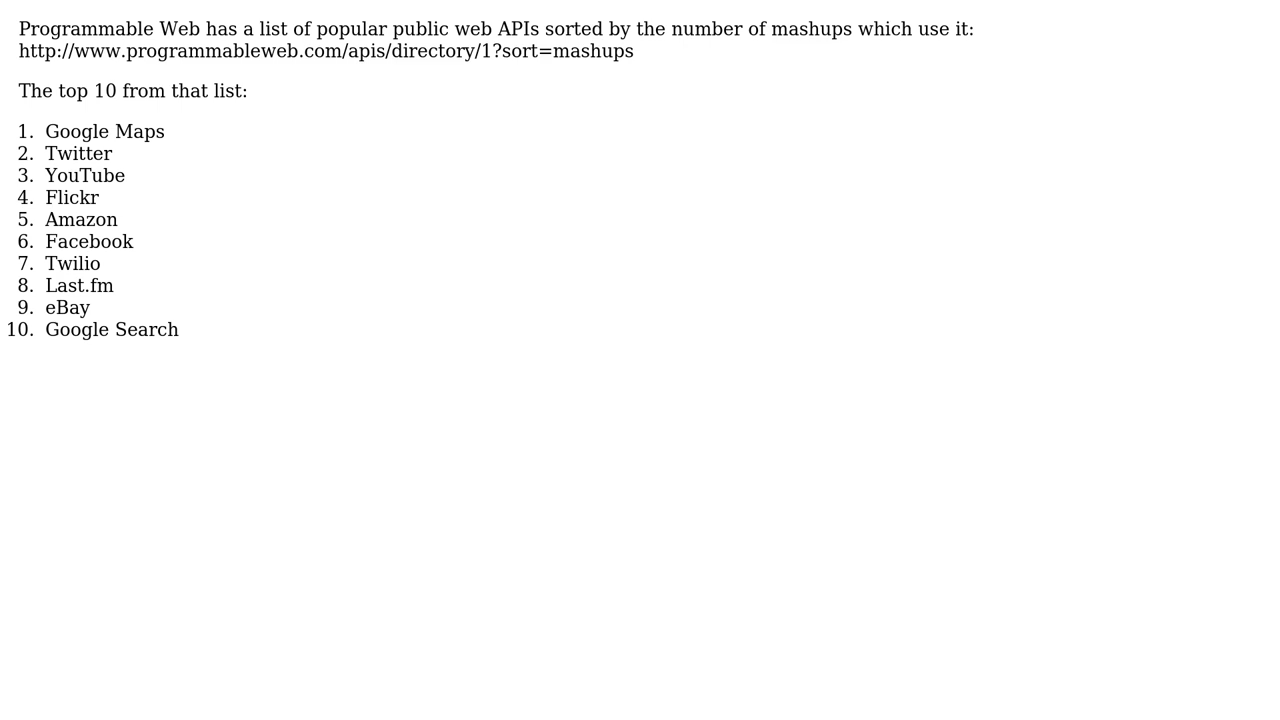 Programmable Web has a list of popular public web APIs sorted by the number of mashups which use it:
http://www.programmableweb.com/apis/directory/1?sort=mashups
The top 10 from that list:
1. Google Maps
2. Twitter
3. YouTube
4. Flickr
5. Amazon
6. Facebook
7. Twilio
8. Last.fm
9. eBay
10. Google Search